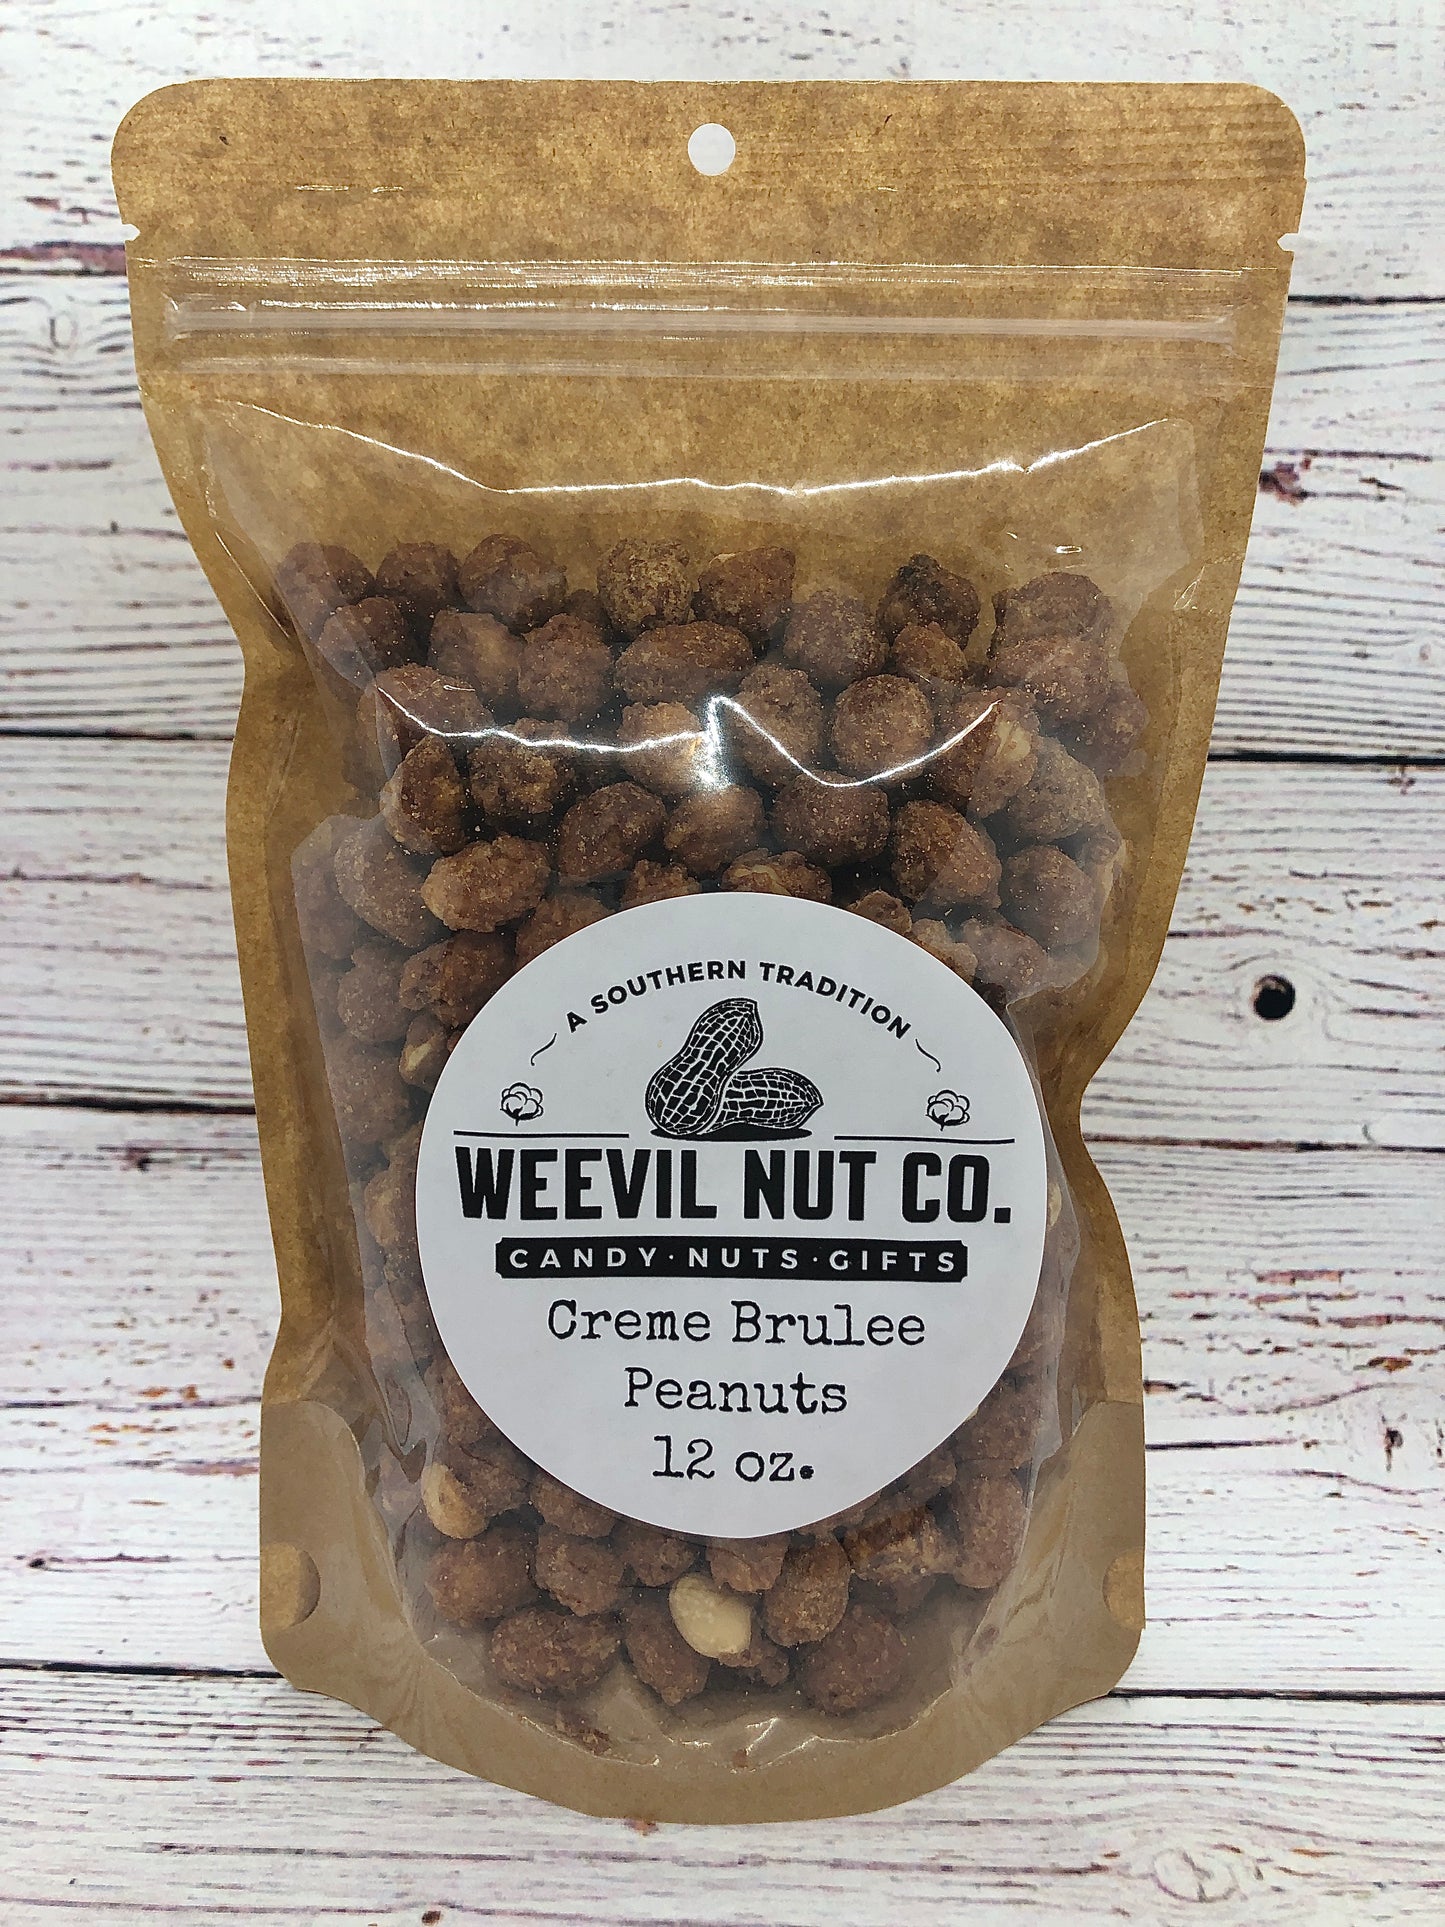 A SOUTHERN TRADITION
WEEVIL NUT CO.
CANDY · NUTS · GIFTS
Creme Brulee
Peanuts
12 oz.